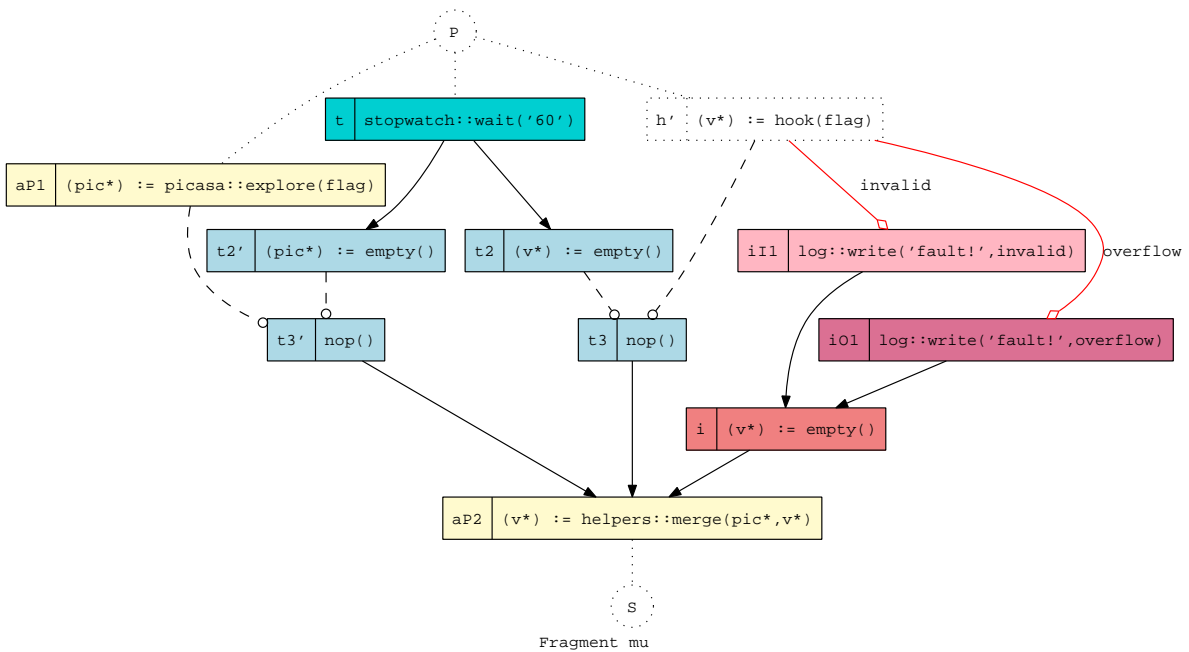 P
t stopwatch::wait('60')
h' (v*) := hook(flag)
aP1 (pic*) := picasa::explore(flag)
invalid
t2' (pic*) := empty()
t2 (v*) := empty()
iI1 log::write('fault!',invalid)
overflow
t3' nop()
t3 nop()
iO1 log::write('fault!',overflow)
i (v*) := empty()
aP2 (v*) := helpers::merge(pic*,v*)
S
Fragment mu